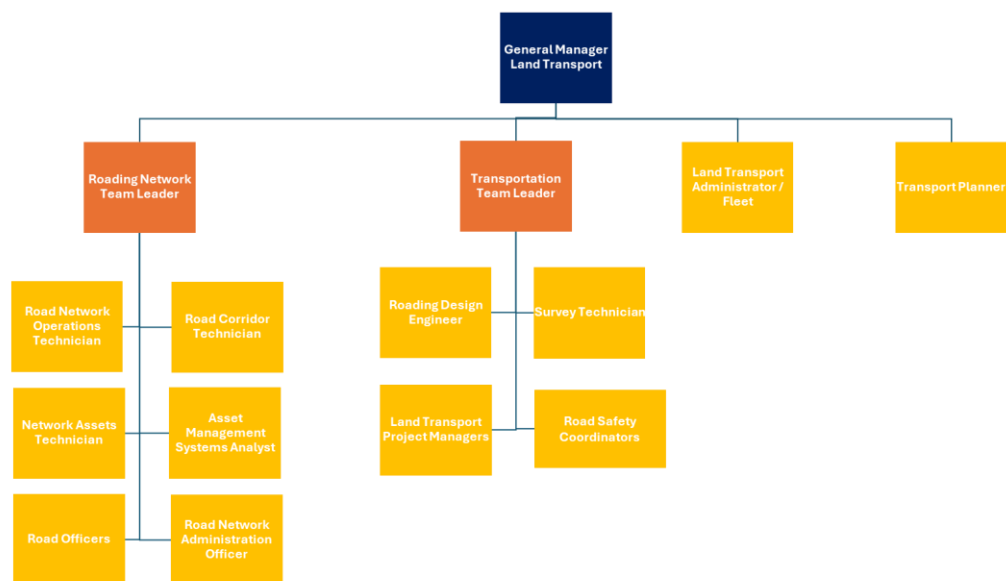 General Manager
Land Transport
Roading Network
Team Leader
Transportation
Team Leader
Land Transport
Administrator /
Fleet
Transport Planner
Road Network
Operations
Technician
Road Corridor
Technician
Roading Design
Engineer
Survey Technician
Network Assets
Technician
Asset
Management
Systems Analyst
Land Transport
Project Managers
Road Safety
Coordinators
Road Officers
Road Network
Administration
Officer